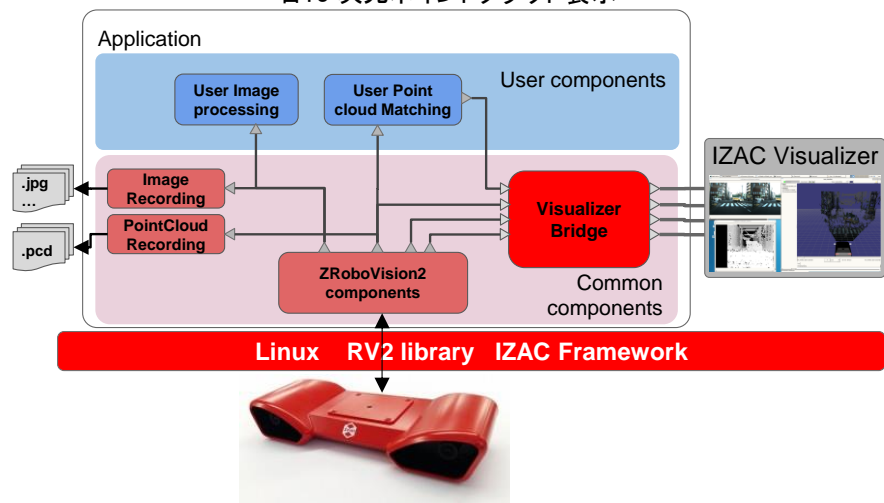 Application
User components
User Image
processing
User Point
cloud Matching
IZAC Visualizer
.jpg
...
Image
Recording
.pcd
PointCloud
Recording
Visualizer
Bridge
ZRoboVision2
components
Common
components
Linux RV2 library IZAC Framework